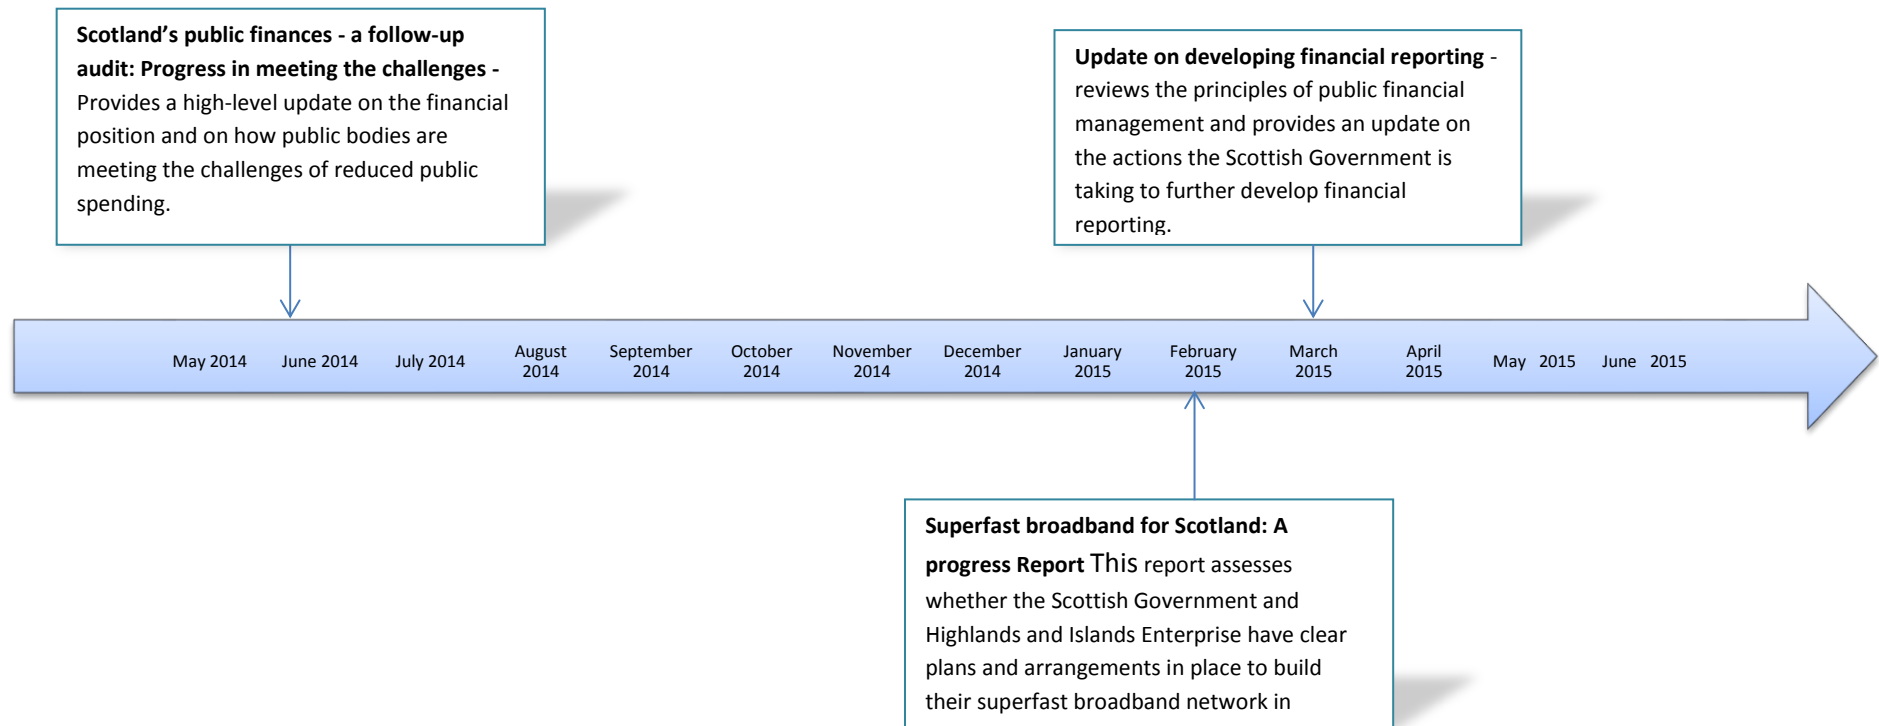 Scotland's public finances - a follow-up
audit: Progress in meeting the challenges -
Provides a high-level update on the financial
position and on how public bodies are
meeting the challenges of reduced public
spending.
Update on developing financial reporting -
reviews the principles of public financial
management and provides an update on
the actions the Scottish Government is
taking to further develop financial
reporting.
May 2014
June 2014
July 2014
August
2014
September
2014
October
2014
November
2014
December
2014
January
2015
February
2015
March
2015
April
2015
May 2015
June 2015
Superfast broadband for Scotland: A
progress Report This report assesses
whether the Scottish Government and
Highlands and Islands Enterprise have clear
plans and arrangements in place to build
their superfast broadband network in